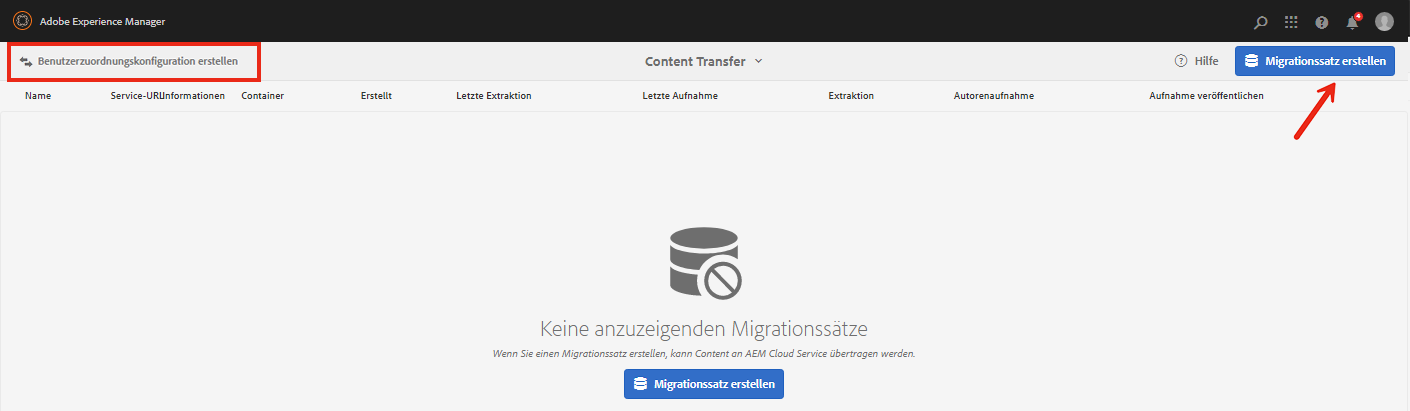 Adobe Experience Manager
4
Benutzerzuordnungskonfiguration erstellen
Content Transfer
Hilfe
Migrationssatz erstellen
Name Service-URL Informationen Container Erstellt Letzte Extraktion Letzte Aufnahme Extraktion Autorenaufnahme Aufnahme veröffentlichen
Keine anzuzeigenden Migrationssätze
Wenn Sie einen Migrationssatz erstellen, kann Content an AEM Cloud Service übertragen werden.
Migrationssatz erstellen